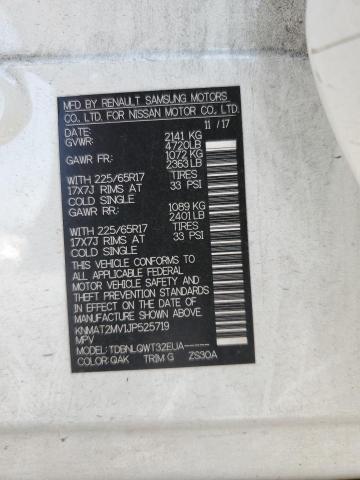 MFD BY RENAULT SAMSUNG MOTORS
CO., LTD. FOR NISSAN MOTOR CO., LTD.
DATE: 11 / 17
GVWR: 2141 KG
4720LB
GAWR FR: 1072 KG
2363LB
WITH 225/65R17 TIRES
17X7J RIMS AT 33 PSI
COLD SINGLE
GAWR RR: 1089 KG
2401LB
WITH 225/65R17 TIRES
17X7J RIMS AT 33 PSI
COLD SINGLE
THIS VEHICLE CONFORMS TO
ALL APPLICABLE FEDERAL
MOTOR VEHICLE SAFETY AND
THEFT PREVENTION STANDARDS
IN EFFECT ON THE DATE OF
MANUFACTURE SHOWN ABOVE.
KNMAT2MV1JP525719
MPV
MODEL: TDBNLGWT32EUA-----
COLOR: QAK TRIM G ZS30A